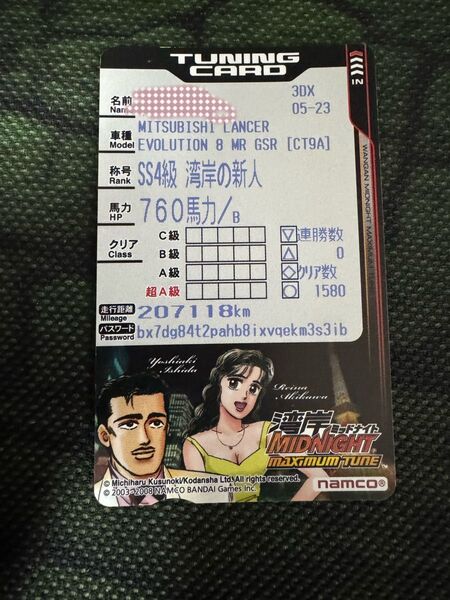 TUNING
CARD
IN
名前
Name
3DX
05-23
車種
Model
MITSUBISHI LANCER
EVOLUTION 8 MR GSR [CT9A]
称号
Rank
SS4級 湾岸の新人
馬力
HP
760馬力/B
クリア
Class
C級
B級
A級
超A級
▽連勝数
△ 0
◇クリア数
○ 1580
走行距離
Mileage
207118km
パスワード
Password
bx7dg84t2pahb8ixvqekm3s3ib
Yoshiaki
Ishida
Reina
Akikawa
湾岸
ミッドナイト
MIDNIGHT
MAXIMUM TUNE
© Michiharu Kusunoki/Kodansha Ltd. All rights reserved.
© 2003-2008 NAMCO BANDAI Games Inc.
namco®